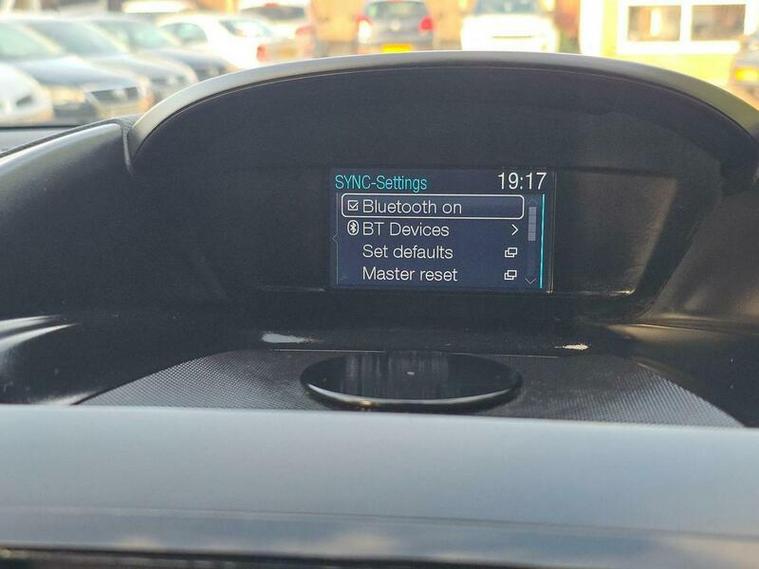 SYNC-Settings 19:17
Bluetooth on
BT Devices
Set defaults
Master reset